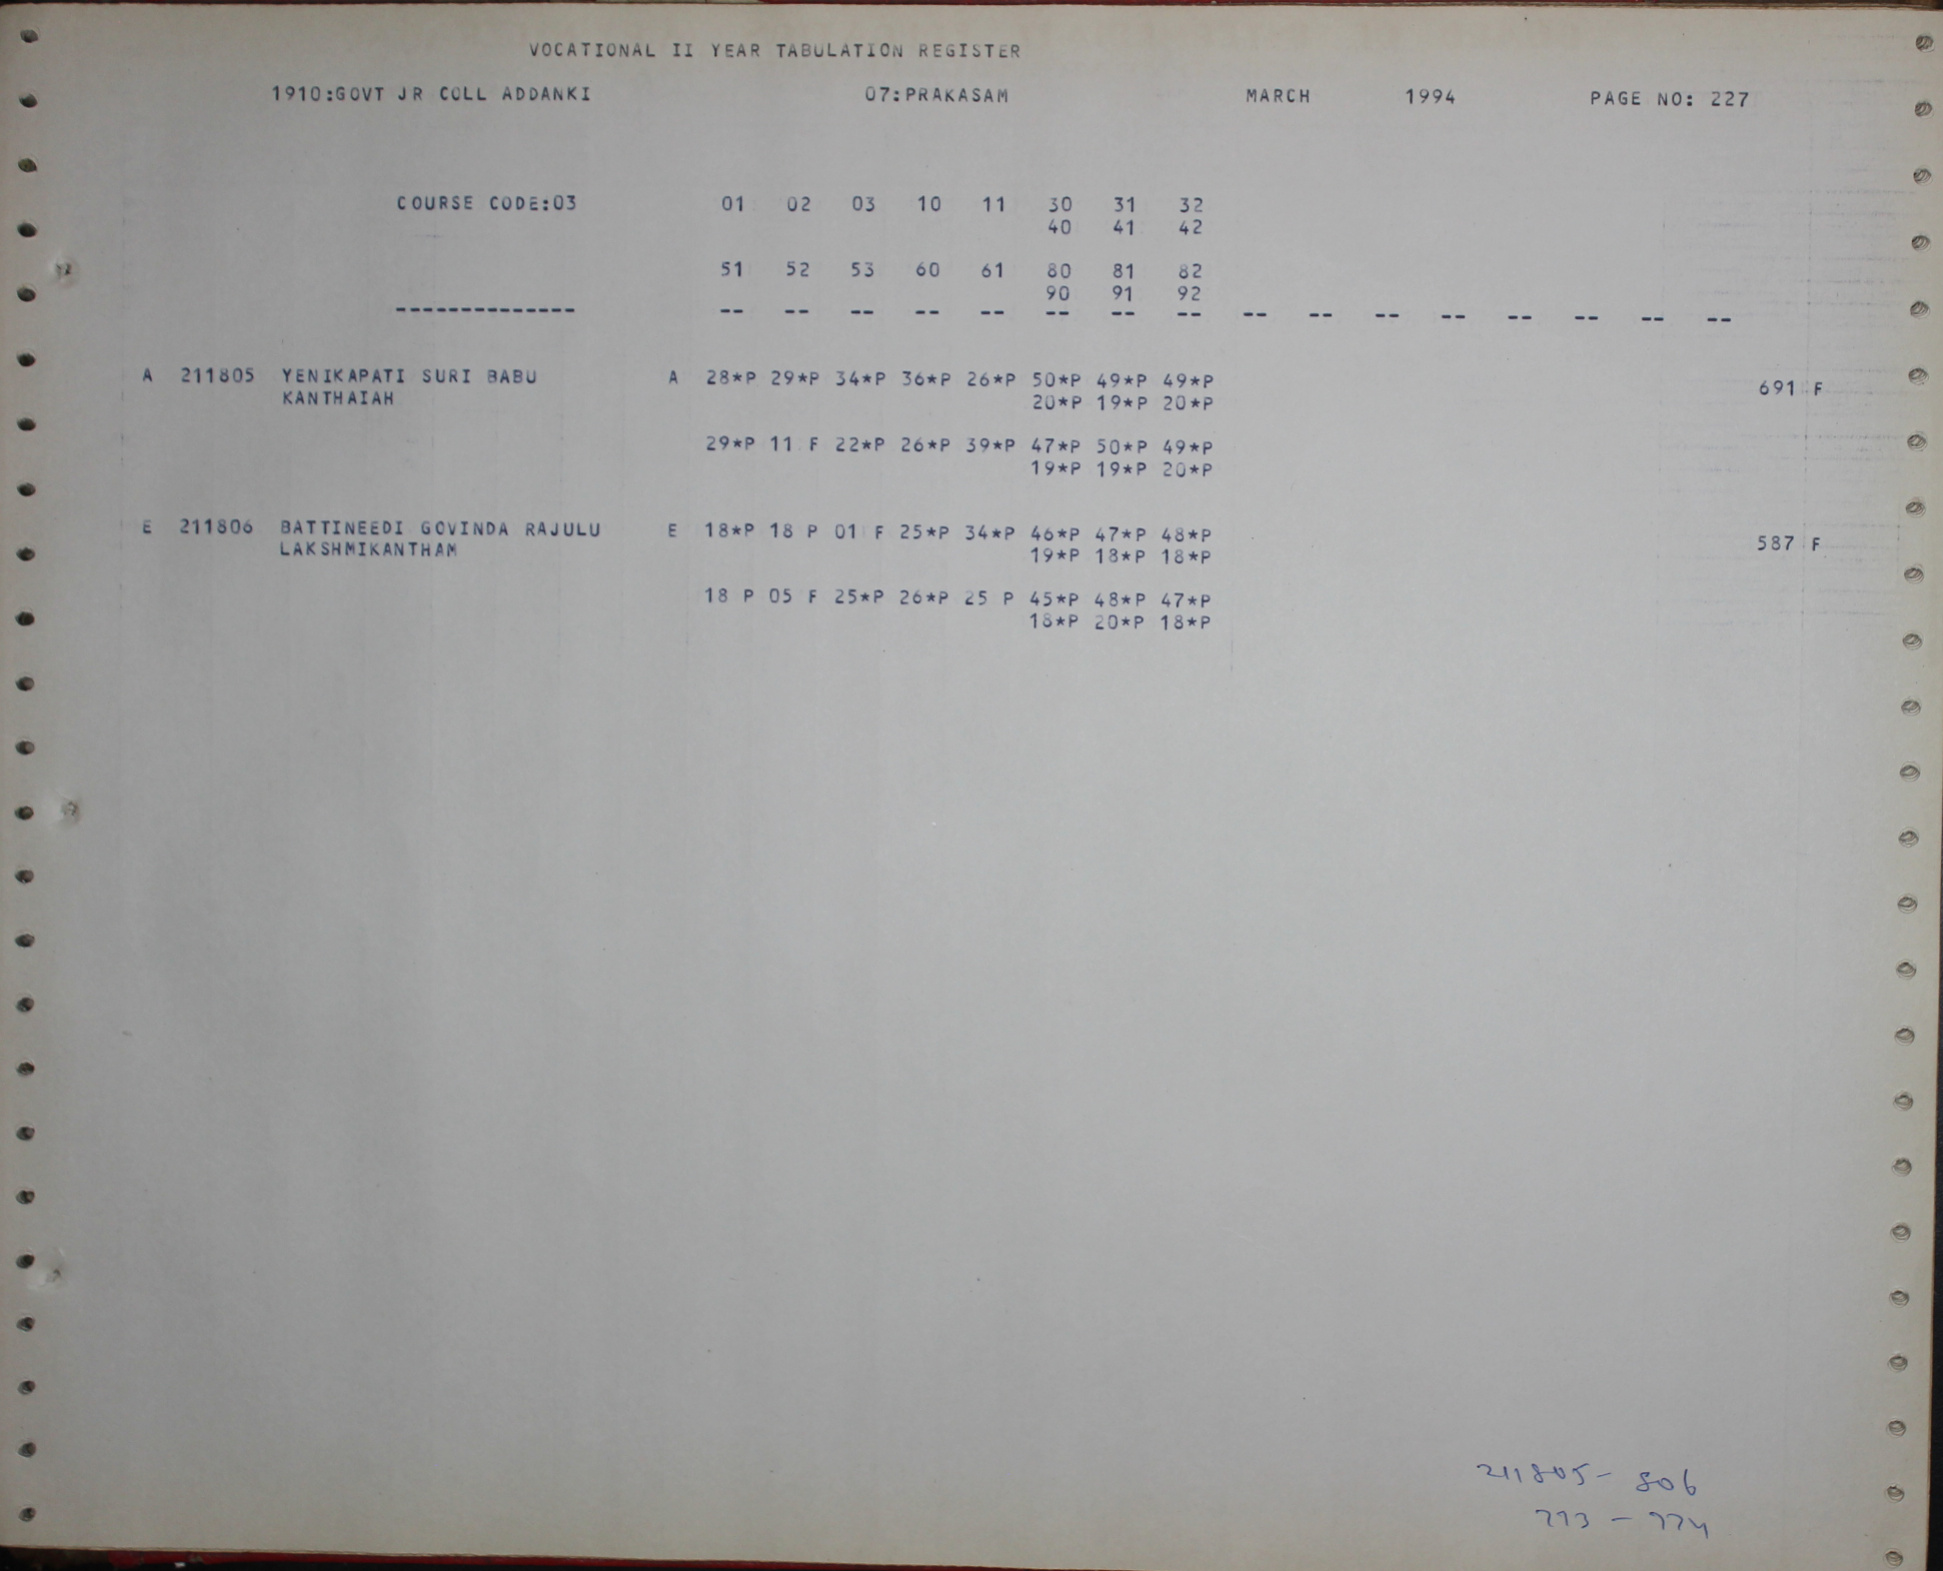 VOCATIONAL II YEAR TABULATION REGISTER
1910:GOVT JR COLL ADDANKI 07:PRAKASAM MARCH 1994 PAGE NO: 227
COURSE CODE:03 01 02 03 10 11 30 31 32
40 41 42
51 52 53 60 61 80 81 82
90 91 92
-------------- -- -- -- -- -- -- -- -- -- -- -- -- -- -- -- --
A 211805 YENIKAPATI SURI BABU A 28*P 29*P 34*P 36*P 26*P 50*P 49*P 49*P 691 F
KANTHAIAH 20*P 19*P 20*P
29*P 11 F 22*P 26*P 39*P 47*P 50*P 49*P
19*P 19*P 20*P
E 211806 BATTINEEDI GOVINDA RAJULU E 18*P 18 P 01 F 25*P 34*P 46*P 47*P 48*P 587 F
LAKSHMIKANTHAM 19*P 18*P 18*P
18 P 05 F 25*P 26*P 25 P 45*P 48*P 47*P
18*P 20*P 18*P
211805 - 806